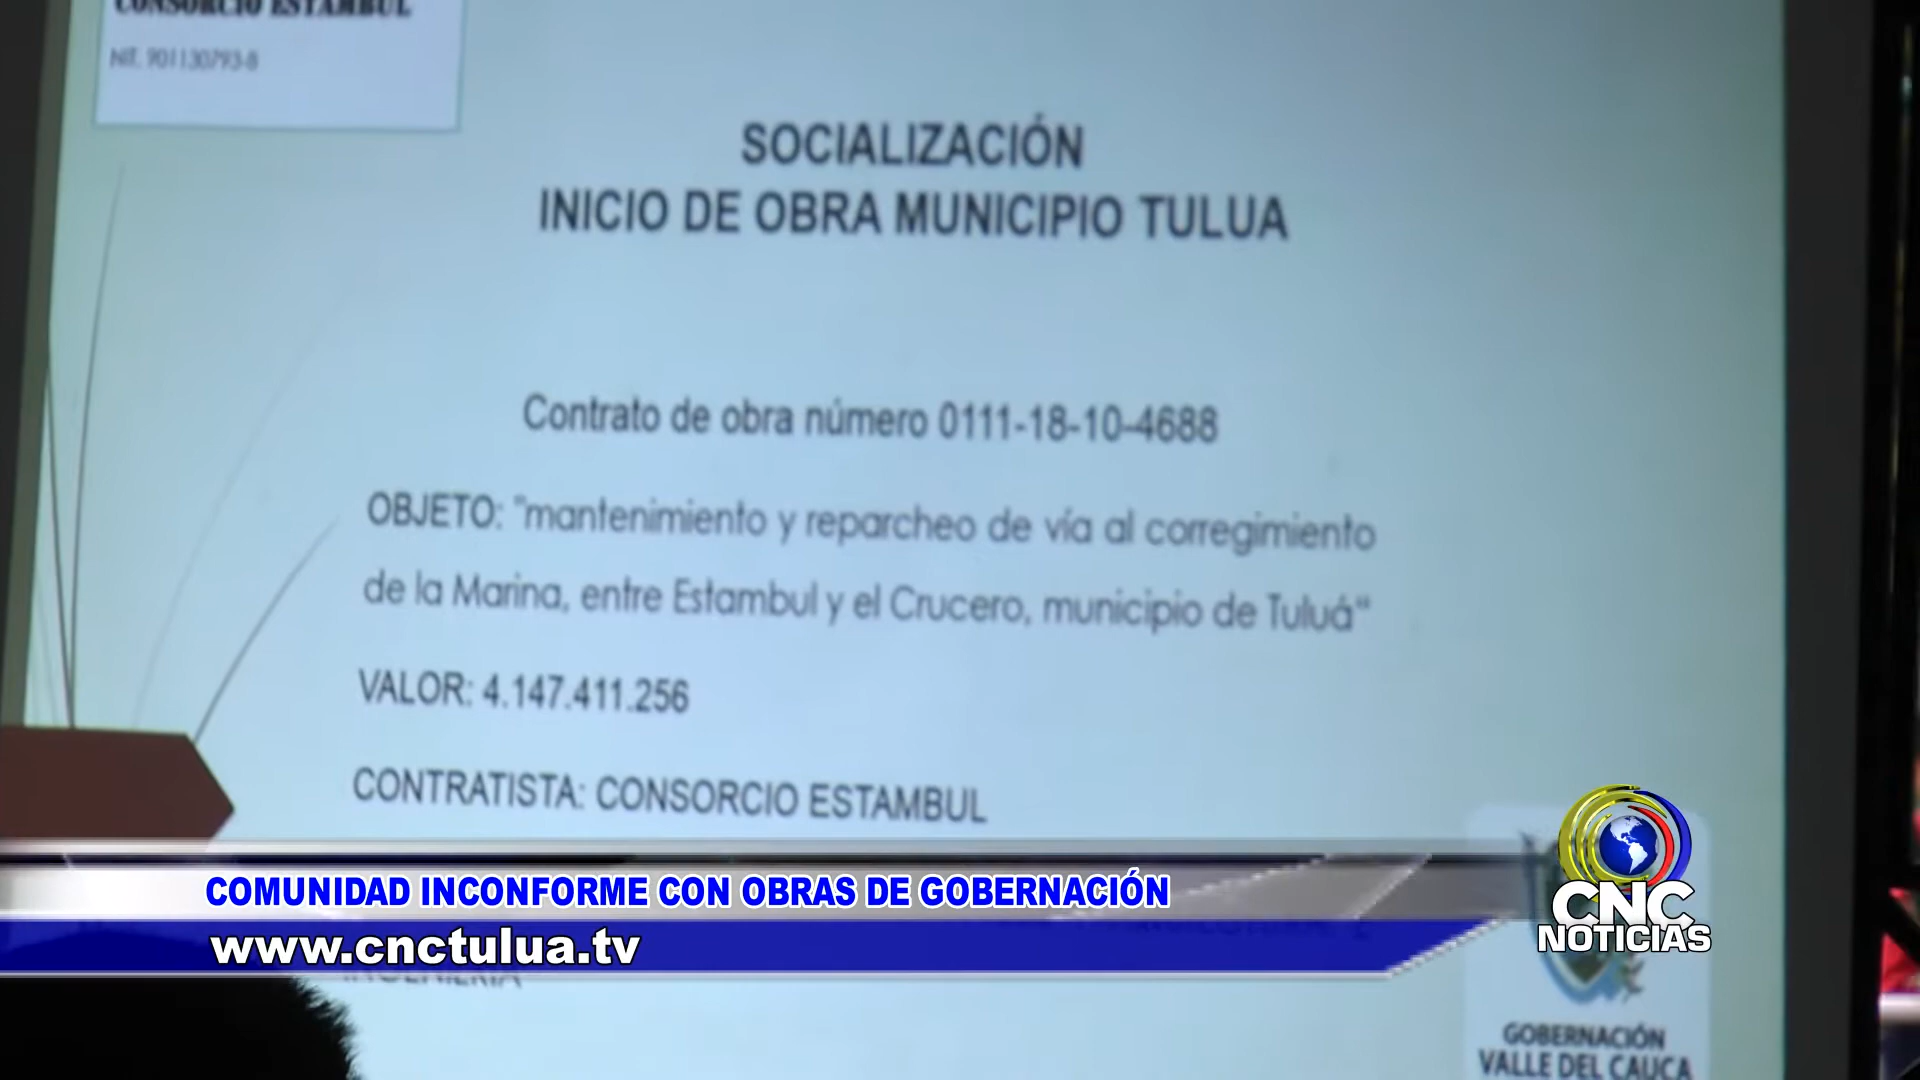 CONSORCIO ESTAMBUL
NIT. 901130793-8
SOCIALIZACIÓN
INICIO DE OBRA MUNICIPIO TULUA
Contrato de obra número 0111-18-10-4688
OBJETO: "mantenimiento y reparcheo de vía al corregimiento
de la Marina, entre Estambul y el Crucero, municipio de Tuluá"
VALOR: 4.147.411.256
CONTRATISTA: CONSORCIO ESTAMBUL
COMUNIDAD INCONFORME CON OBRAS DE GOBERNACIÓN
www.cnctulua.tv
CNC
NOTICIAS
INGENIERIA
GOBERNACIÓN
VALLE DEL CAUCA